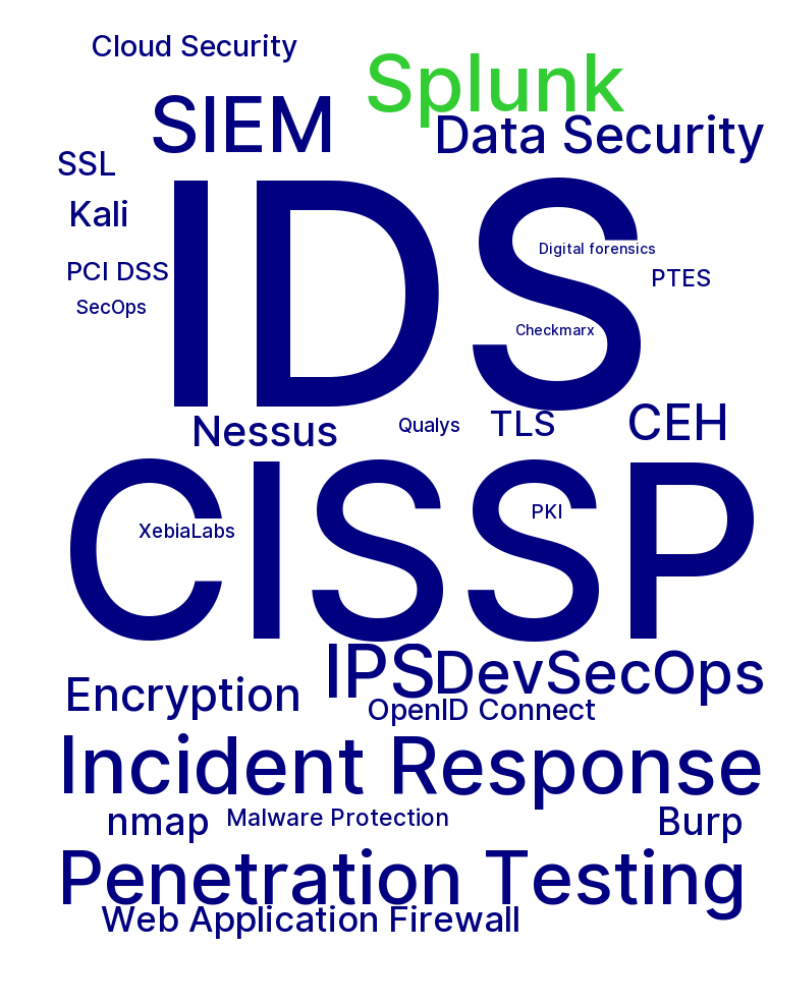 Cloud Security
Splunk
SIEM
Data Security
SSL
Kali
IDS
Digital forensics
PCI DSS
PTES
SecOps
Checkmarx
Nessus
Qualys
TLS
CEH
CISSP
XebiaLabs
PKI
IPS
DevSecOps
Encryption
OpenID Connect
Incident Response
nmap
Malware Protection
Burp
Penetration Testing
Web Application Firewall